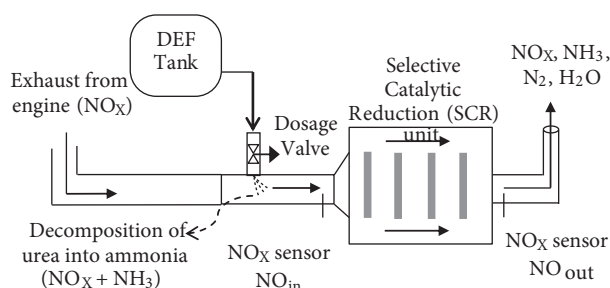 DEF
Tank
Exhaust from
engine (NOX)
Dosage
Valve
Selective
Catalytic
Reduction (SCR)
unit
NOX, NH3,
N2, H2O
Decomposition of
urea into ammonia
(NOX + NH3)
NOX sensor
NOin
NOX sensor
NO out